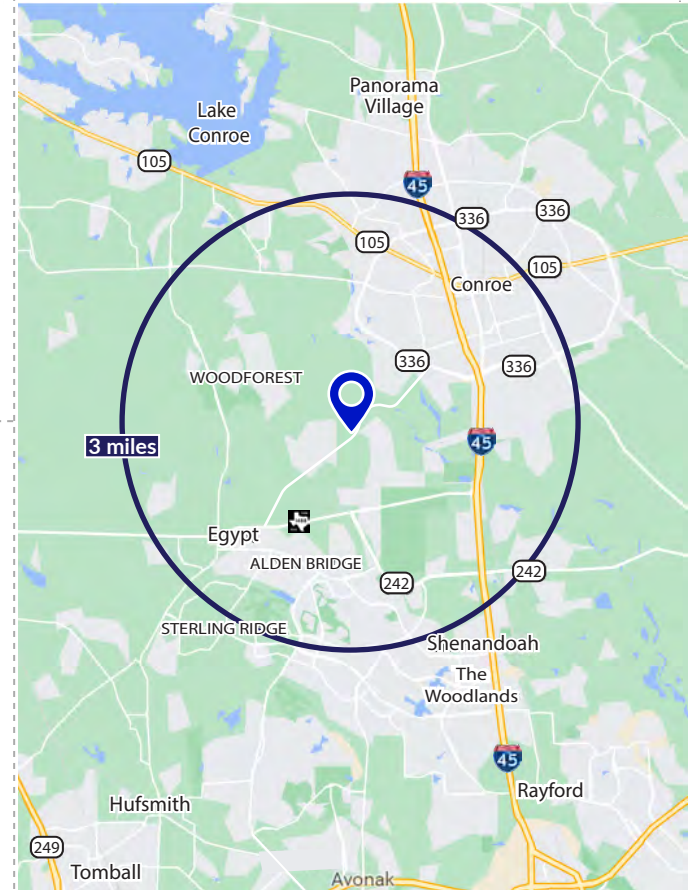 Panorama
Village
Lake
Conroe
105
45
336
336
105
105
Conroe
336
336
WOODFOREST
3 miles
45
Egypt
ALDEN BRIDGE
242
242
STERLING RIDGE
Shenandoah
The
Woodlands
45
Rayford
Hufsmith
249
Tomball
Avonak